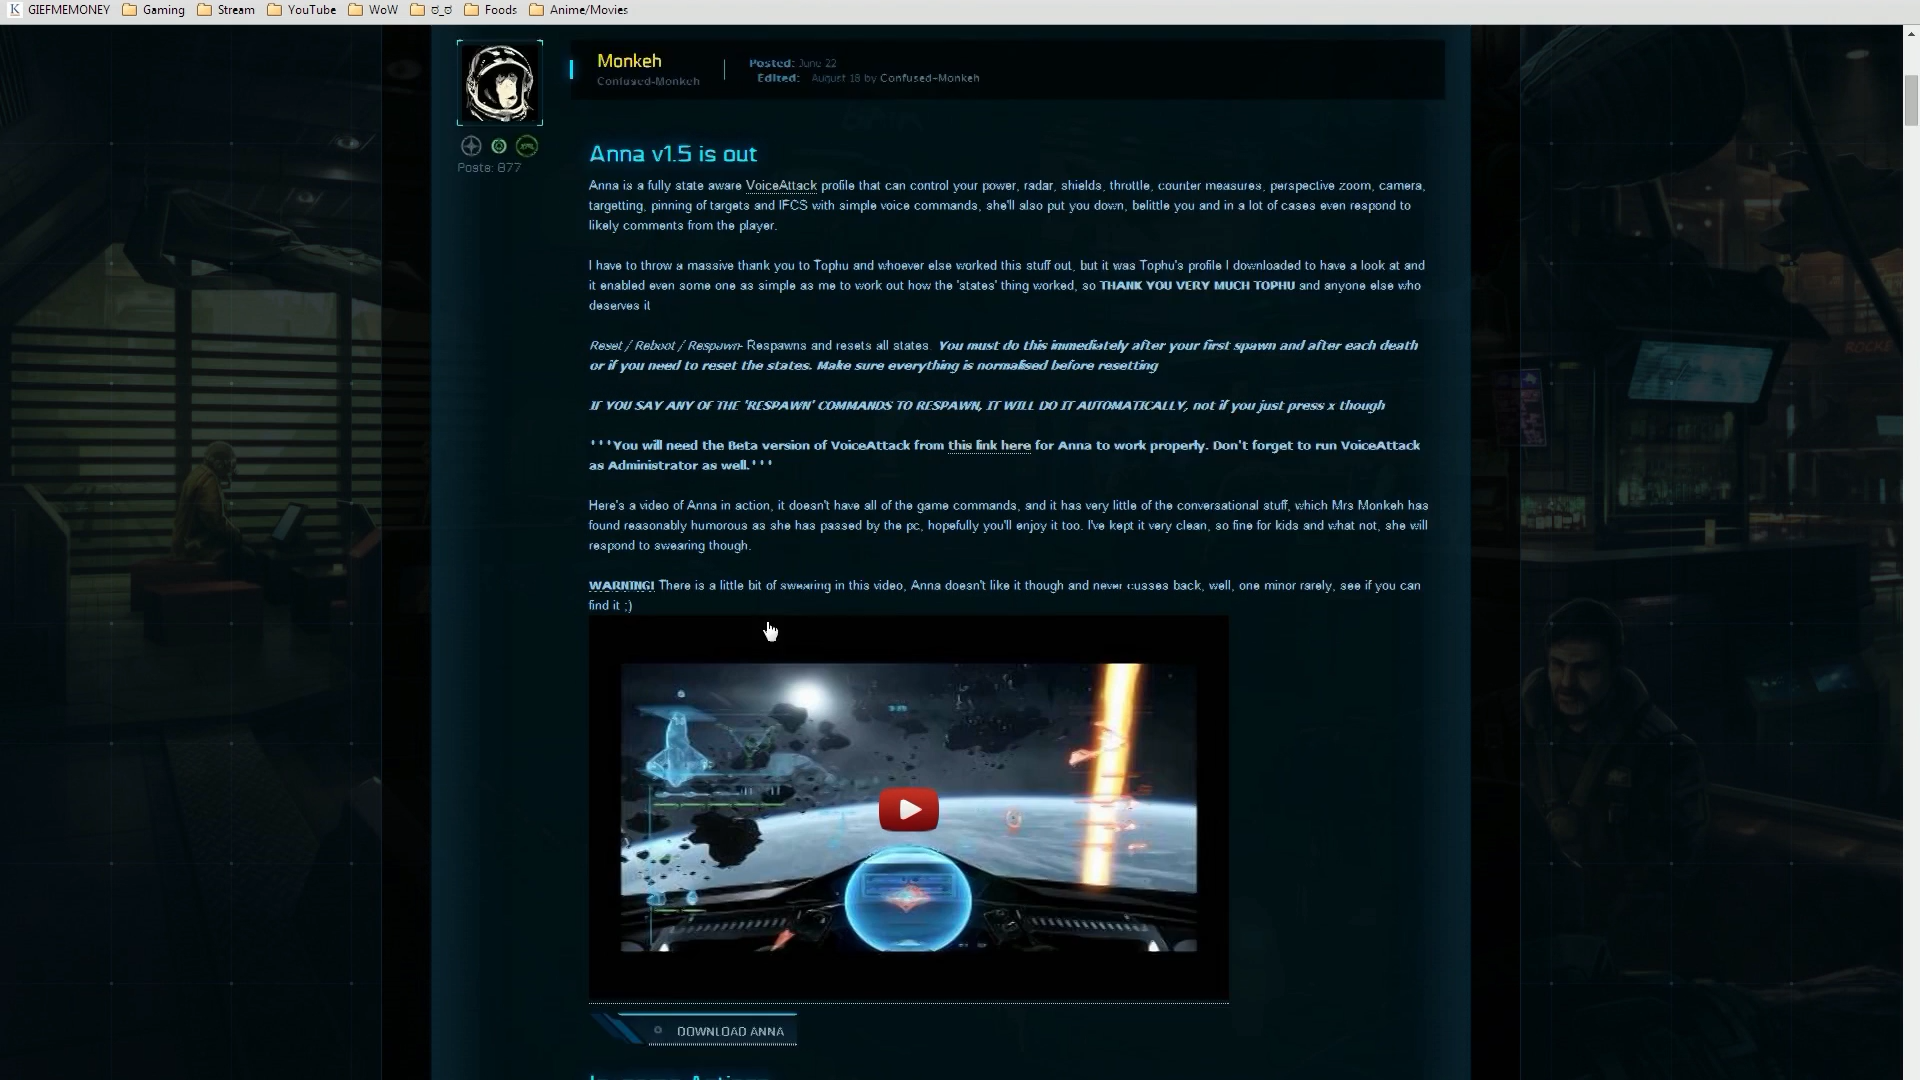 GIEFMEMONEY Gaming Stream YouTube WoW ಠ_ಠ Foods Anime/Movies
Monkeh
Confused-Monkeh
Posted: June 22
Edited: August 18 by Confused-Monkeh
Posts: 877
Anna v1.5 is out
Anna is a fully state aware VoiceAttack profile that can control your power, radar, shields, throttle, counter measures, perspective zoom, camera,
targetting, pinning of targets and IFCS with simple voice commands, she'll also put you down, belittle you and in a lot of cases even respond to
likely comments from the player.
I have to throw a massive thank you to Tophu and whoever else worked this stuff out, but it was Tophu's profile I downloaded to have a look at and
it enabled even some one as simple as me to work out how the 'states' thing worked, so THANK YOU VERY MUCH TOPHU and anyone else who
deserves it
Reset / Reboot / Respawn- Respawns and resets all states. You must do this immediately after your first spawn and after each death
or if you need to reset the states. Make sure everything is normalised before resetting
IF YOU SAY ANY OF THE 'RESPAWN' COMMANDS TO RESPAWN, IT WILL DO IT AUTOMATICALLY, not if you just press x though
'''You will need the Beta version of VoiceAttack from this link here for Anna to work properly. Don't forget to run VoiceAttack
as Administrator as well.'''
Here's a video of Anna in action, it doesn't have all of the game commands, and it has very little of the conversational stuff, which Mrs Monkeh has
found reasonably humorous as she has passed by the pc, hopefully you'll enjoy it too. I've kept it very clean, so fine for kids and what not, she will
respond to swearing though.
WARNING! There is a little bit of swearing in this video, Anna doesn't like it though and never cusses back, well, one minor rarely, see if you can
find it ;)
DOWNLOAD ANNA